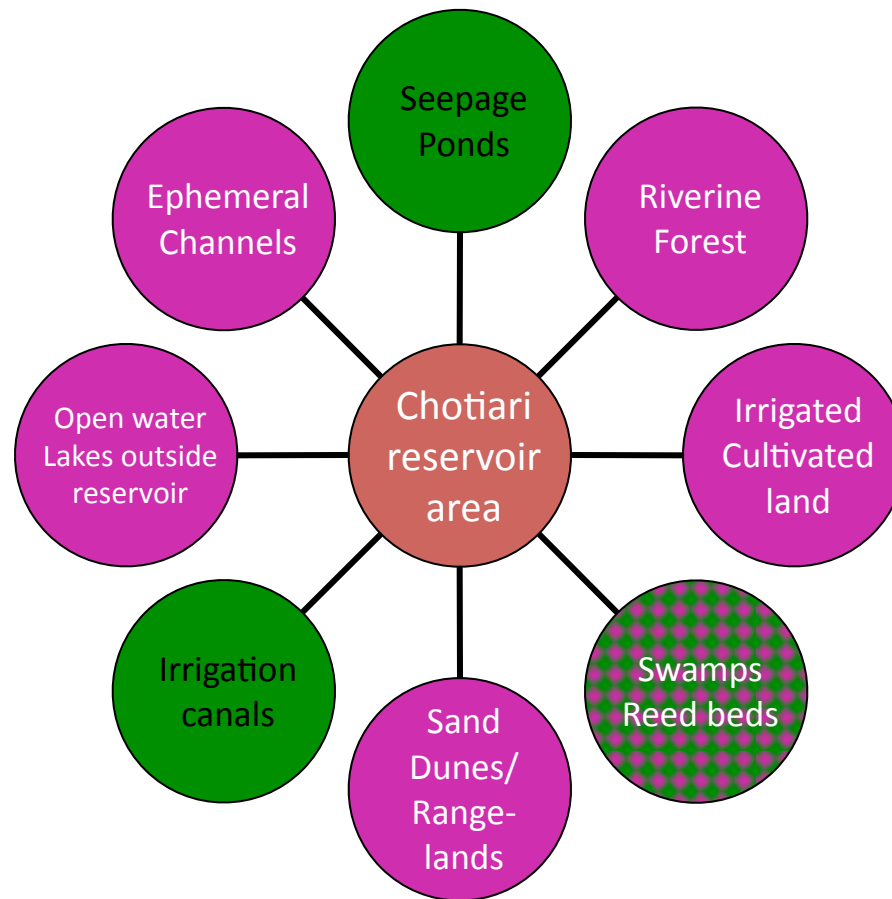 Seepage
Ponds
Ephemeral
Channels
Riverine
Forest
Open water
Lakes outside
reservoir
Chotiari
reservoir
area
Irrigated
Cultivated
land
Irrigation
canals
Swamps
Reed beds
Sand
Dunes/
Range-
lands